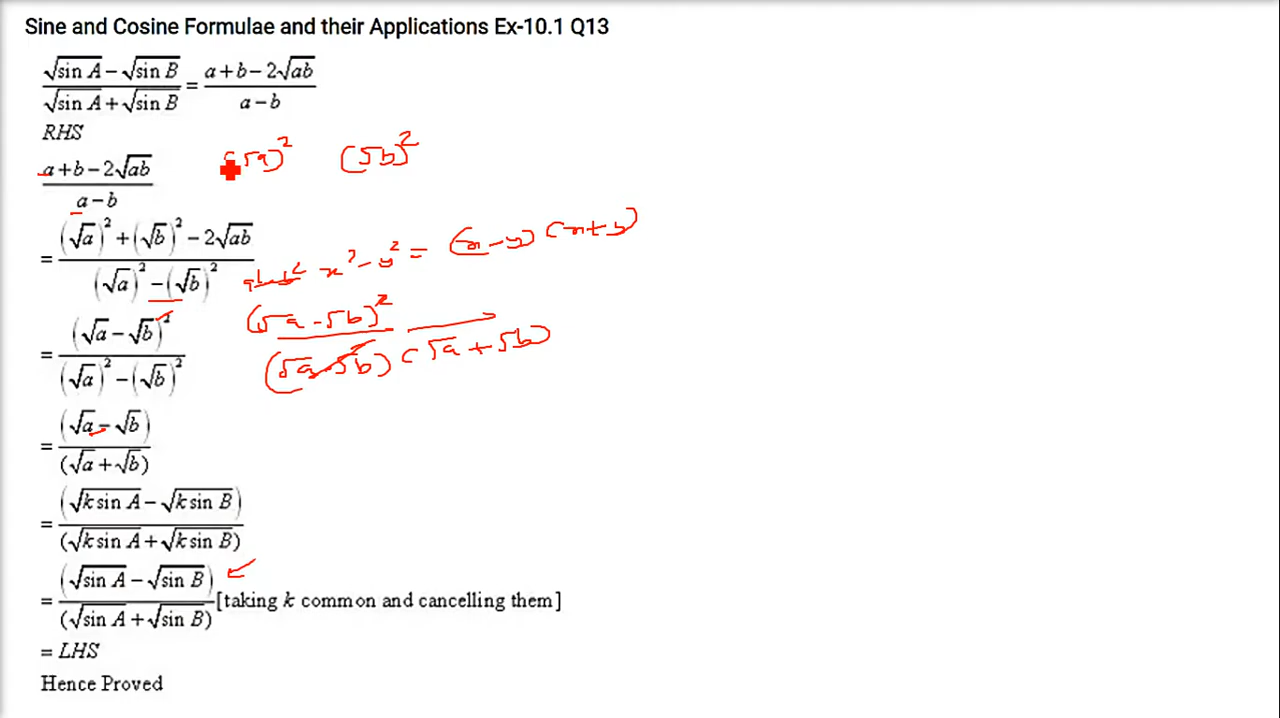 Sine and Cosine Formulae and their Applications Ex-10.1 Q13
(√sin A − √sin B)/(√sin A + √sin B) = (a+b−2√ab)/(a−b)
RHS
(a+b−2√ab)/(a−b) (√a)² (√b)²
= ((√a)² + (√b)² − 2√ab)/((√a)² − (√b)²) x² − y² = (x−y) (x+y)
= (√a − √b)²/((√a)² − (√b)²) (√a − √b)²/((√a − √b) (√a + √b))
= (√a − √b)/(√a + √b)
= (√k sin A − √k sin B)/(√k sin A + √k sin B)
= (√sin A − √sin B)/(√sin A + √sin B) [taking k common and cancelling them]
= LHS
Hence Proved